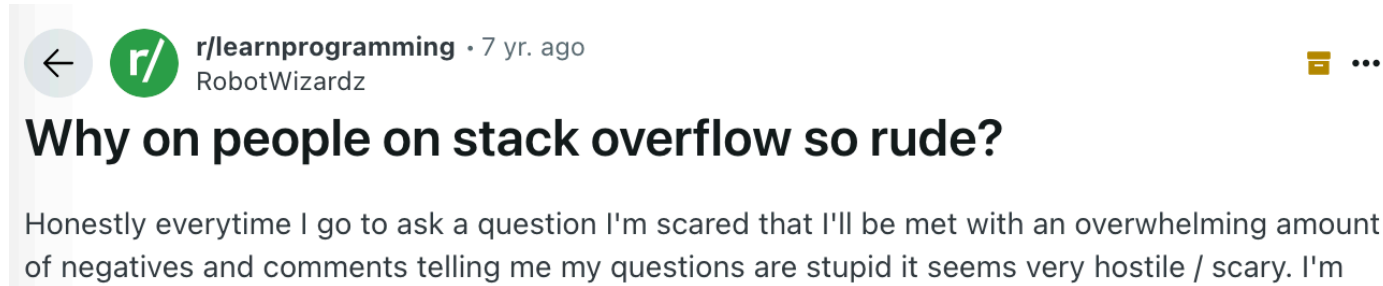 r/
r/learnprogramming • 7 yr. ago
RobotWizardz
Why on people on stack overflow so rude?
Honestly everytime I go to ask a question I'm scared that I'll be met with an overwhelming amount
of negatives and comments telling me my questions are stupid it seems very hostile / scary. I'm